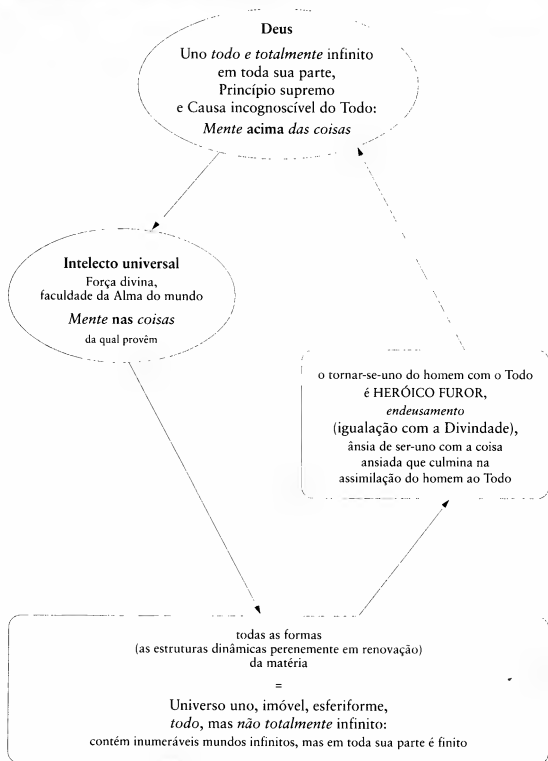 Deus
Uno todo e totalmente infinito
em toda sua parte,
Princípio supremo
e Causa incognoscível do Todo:
Mente acima das coisas
Intelecto universal
Força divina,
faculdade da Alma do mundo
Mente nas coisas
da qual provêm
o tornar-se-uno do homem com o Todo
é HERÓICO FUROR,
endeusamento
(igualação com a Divindade),
ânsia de ser-uno com a coisa
ansiada que culmina na
assimilação do homem ao Todo
todas as formas
(as estruturas dinâmicas perenemente em renovação)
da matéria
=
Universo uno, imóvel, esferiforme,
todo, mas não totalmente infinito:
contém inumeráveis mundos infinitos, mas em toda sua parte é finito